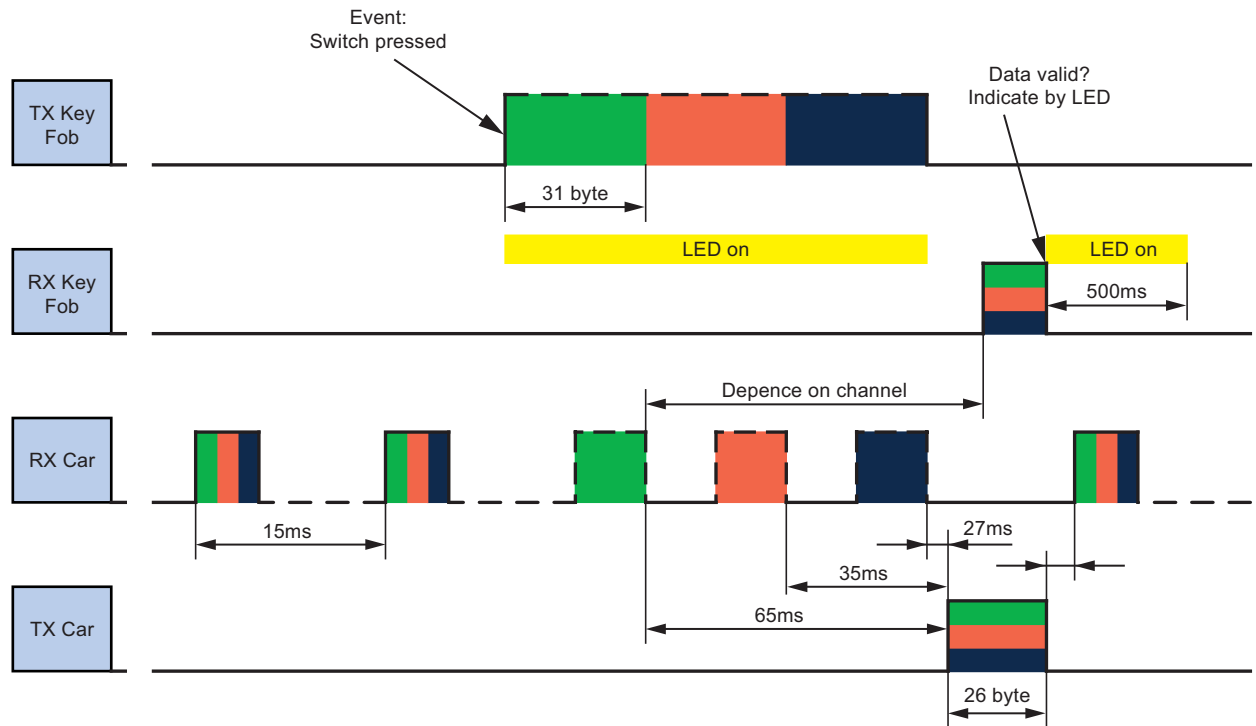 Event:
Switch pressed
Data valid?
Indicate by LED
TX Key
Fob
31 byte
LED on
LED on
RX Key
Fob
500ms
Depence on channel
RX Car
15ms
27ms
35ms
65ms
TX Car
26 byte